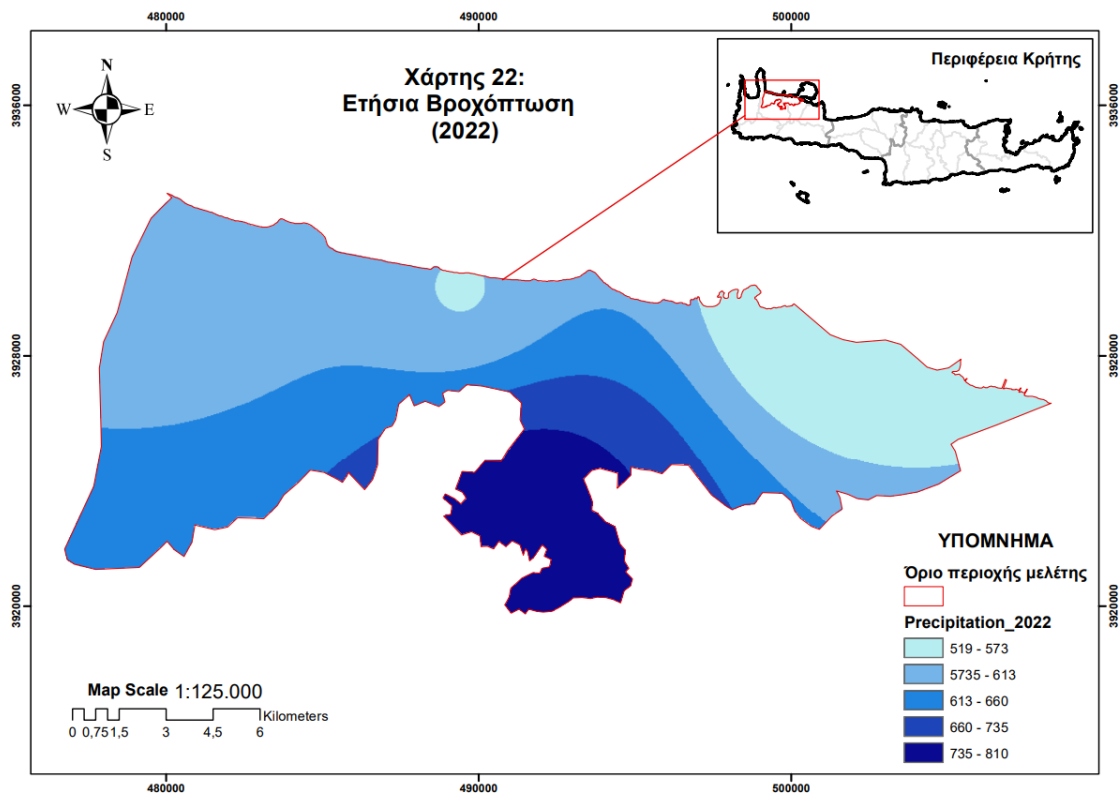 480000
490000
500000
N
W
E
S
Χάρτης 22:
Ετήσια Βροχόπτωση
(2022)
Περιφέρεια Κρήτης
3936000
3936000
3928000
3928000
3920000
3920000
ΥΠΟΜΝΗΜΑ
Όριο περιοχής μελέτης
Precipitation_2022
519 - 573
5735 - 613
613 - 660
660 - 735
735 - 810
Map Scale 1:125.000
Kilometers
0 0,75 1,5 3 4,5 6
480000
490000
500000